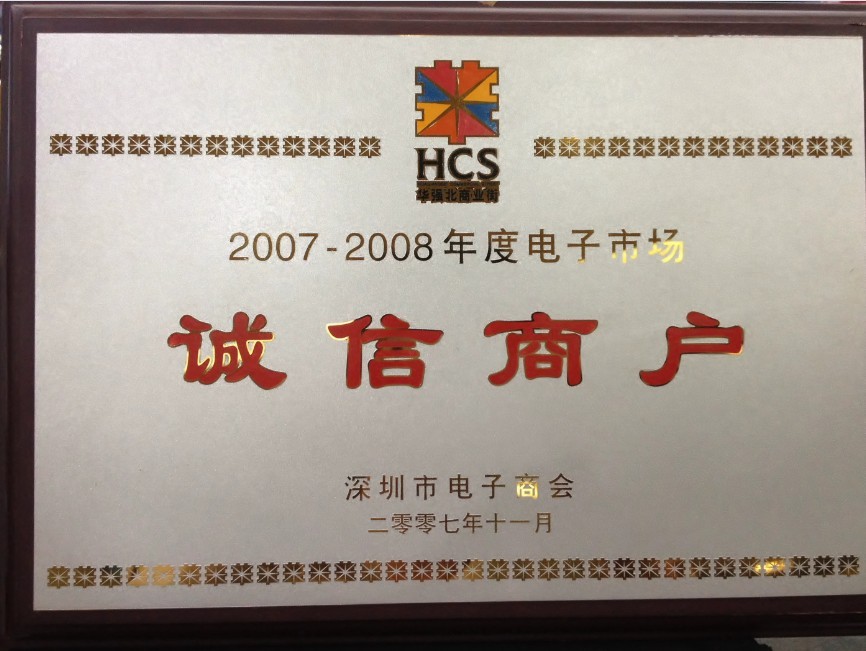 HCS
华强北商业街
2007-2008年度电子市场
诚信商户
深圳市电子商会
二零零七年十一月